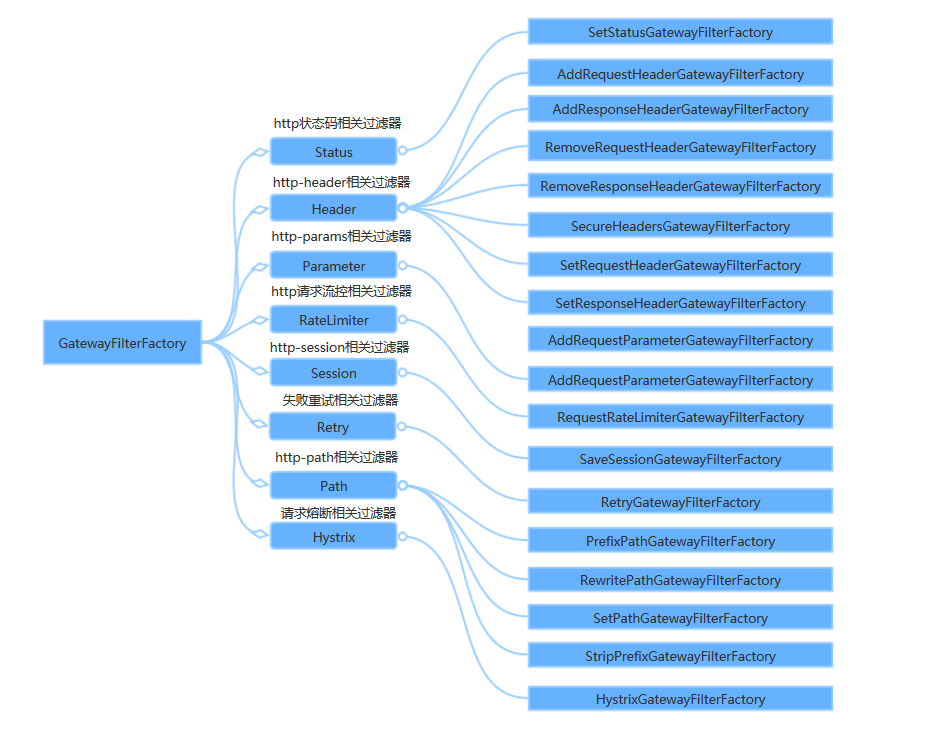 GatewayFilterFactory
http状态码相关过滤器
Status
http-header相关过滤器
Header
http-params相关过滤器
Parameter
http请求流控相关过滤器
RateLimiter
http-session相关过滤器
Session
失败重试相关过滤器
Retry
http-path相关过滤器
Path
请求熔断相关过滤器
Hystrix
SetStatusGatewayFilterFactory
AddRequestHeaderGatewayFilterFactory
AddResponseHeaderGatewayFilterFactory
RemoveRequestHeaderGatewayFilterFactory
RemoveResponseHeaderGatewayFilterFactory
SecureHeadersGatewayFilterFactory
SetRequestHeaderGatewayFilterFactory
SetResponseHeaderGatewayFilterFactory
AddRequestParameterGatewayFilterFactory
AddRequestParameterGatewayFilterFactory
RequestRateLimiterGatewayFilterFactory
SaveSessionGatewayFilterFactory
RetryGatewayFilterFactory
PrefixPathGatewayFilterFactory
RewritePathGatewayFilterFactory
SetPathGatewayFilterFactory
StripPrefixGatewayFilterFactory
HystrixGatewayFilterFactory